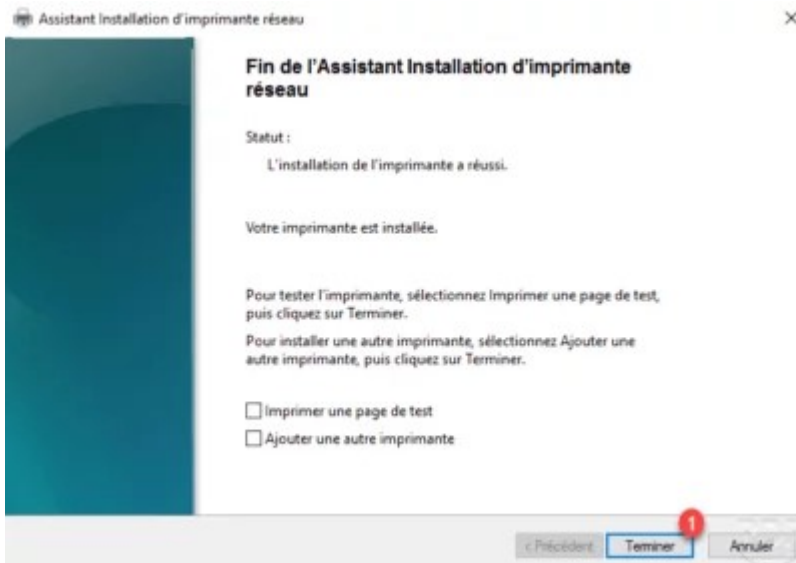 Assistant Installation d'imprimante réseau
Fin de l'Assistant Installation d'imprimante
réseau
Statut :
L'installation de l'imprimante a réussi.
Votre imprimante est installée.
Pour tester l'imprimante, sélectionnez Imprimer une page de test,
puis cliquez sur Terminer.
Pour installer une autre imprimante, sélectionnez Ajouter une
autre imprimante, puis cliquez sur Terminer.
Imprimer une page de test
Ajouter une autre imprimante
1
< Précédent Terminer Annuler